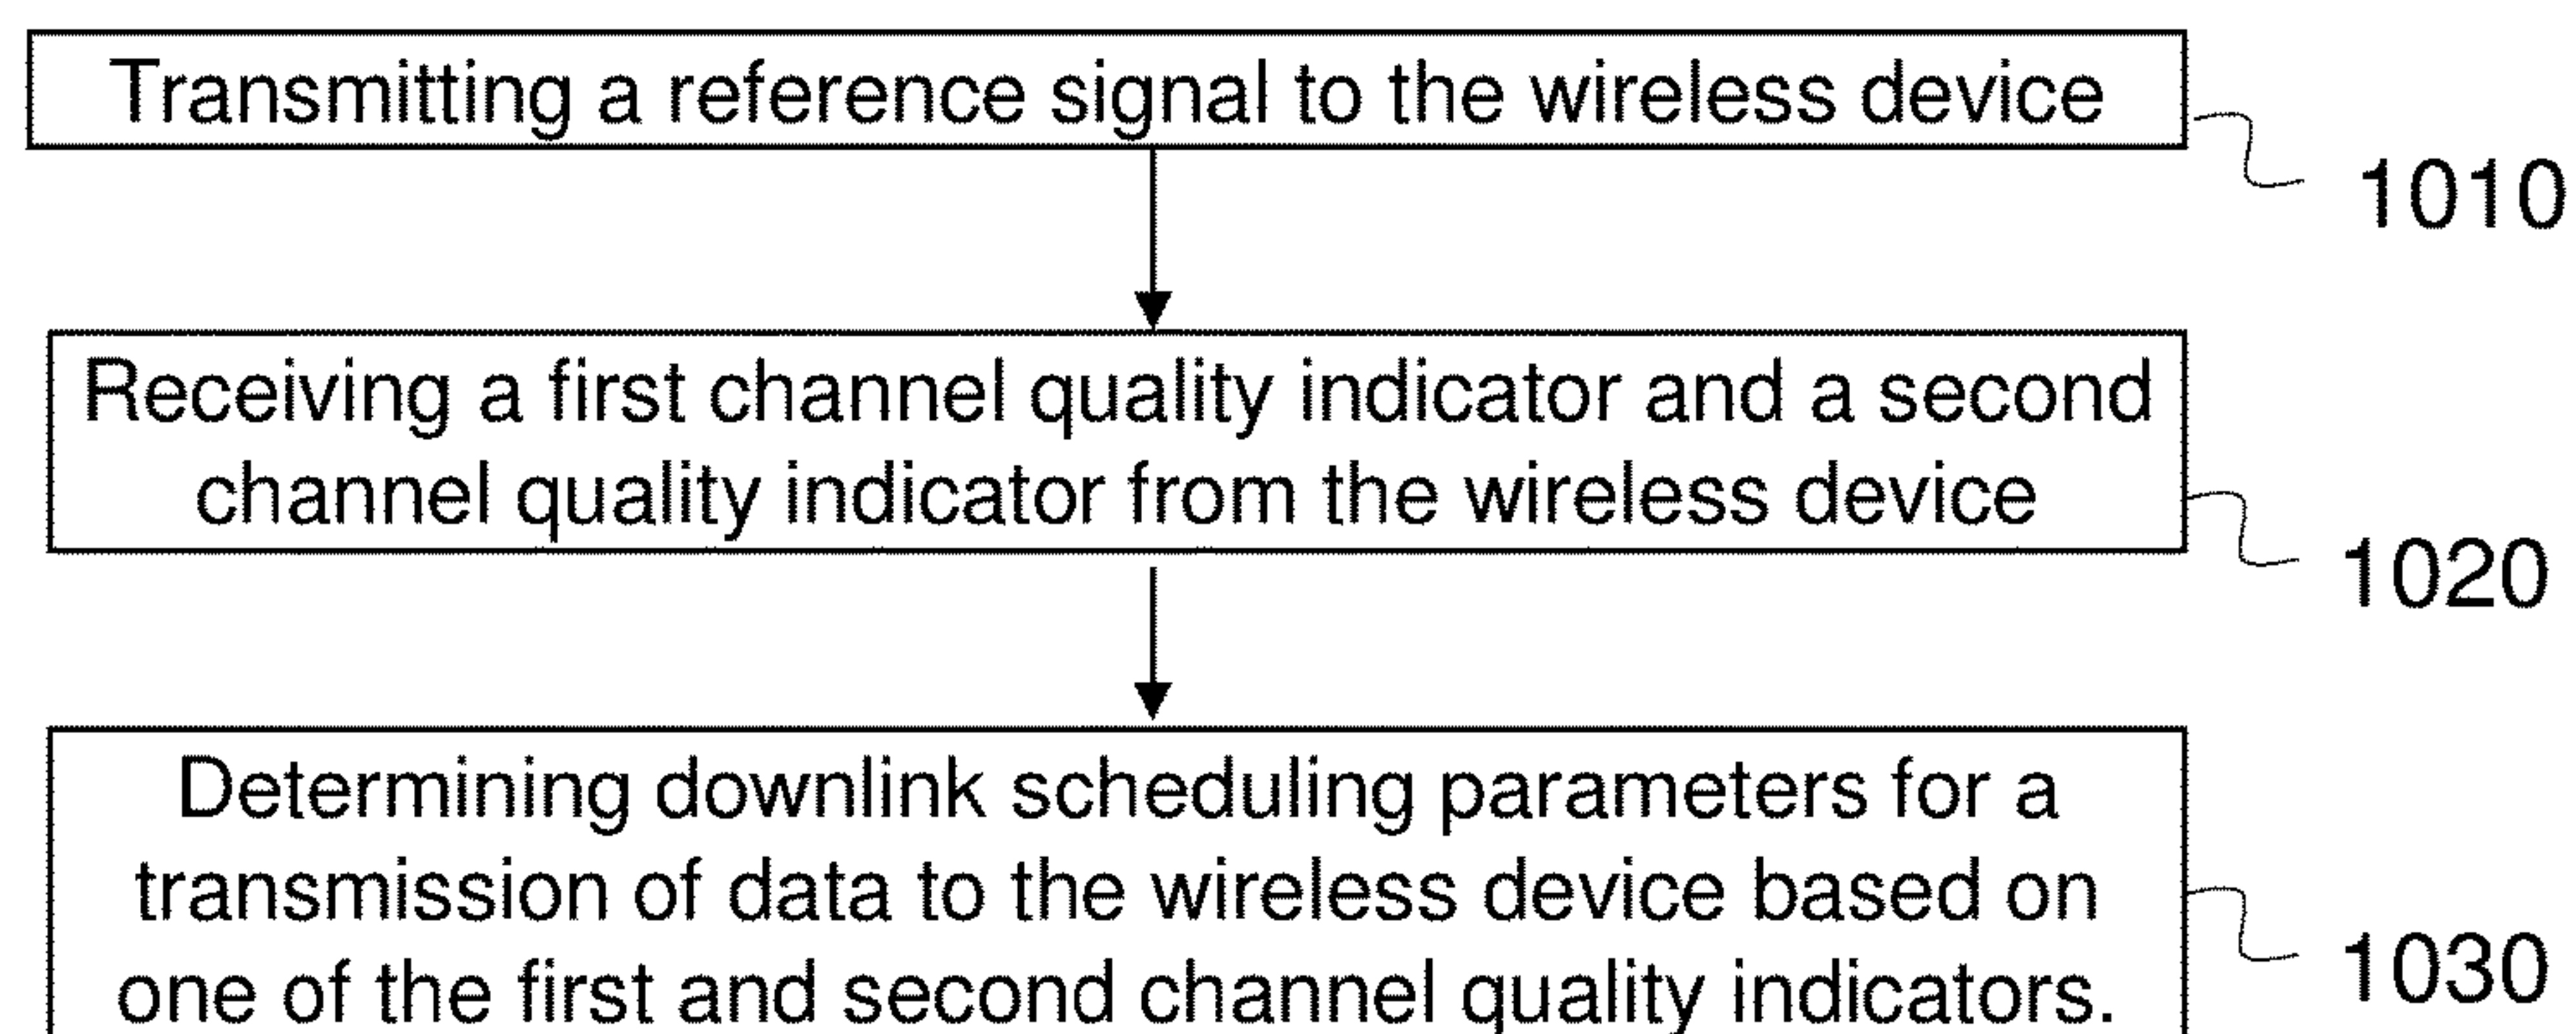 Transmitting a reference signal to the wireless device
1010
Receiving a first channel quality indicator and a second
channel quality indicator from the wireless device
1020
Determining downlink scheduling parameters for a
transmission of data to the wireless device based on
one of the first and second channel quality indicators.
1030